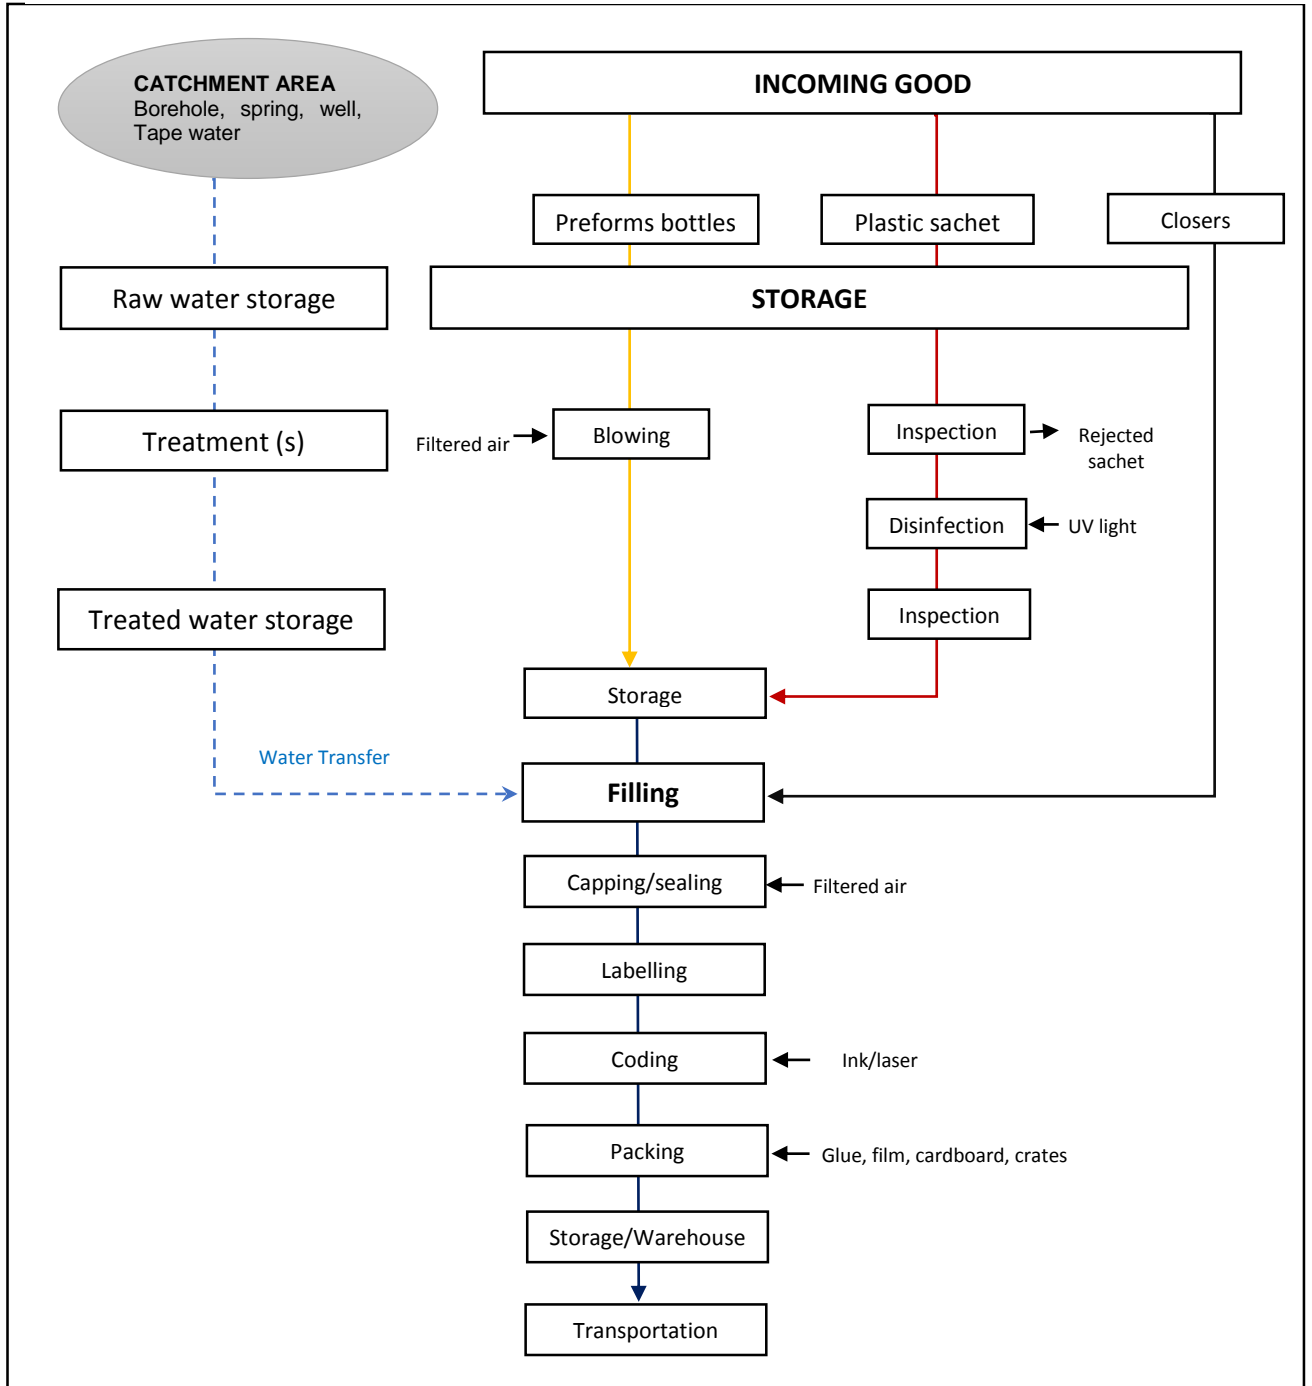 CATCHMENT AREA
Borehole, spring, well,
Tape water
INCOMING GOOD
Preforms bottles
Plastic sachet
Closers
Raw water storage
STORAGE
Treatment (s)
Filtered air
Blowing
Inspection
Rejected
sachet
Disinfection
UV light
Treated water storage
Inspection
Storage
Water Transfer
Filling
Capping/sealing
Filtered air
Labelling
Coding
Ink/laser
Packing
Glue, film, cardboard, crates
Storage/Warehouse
Transportation